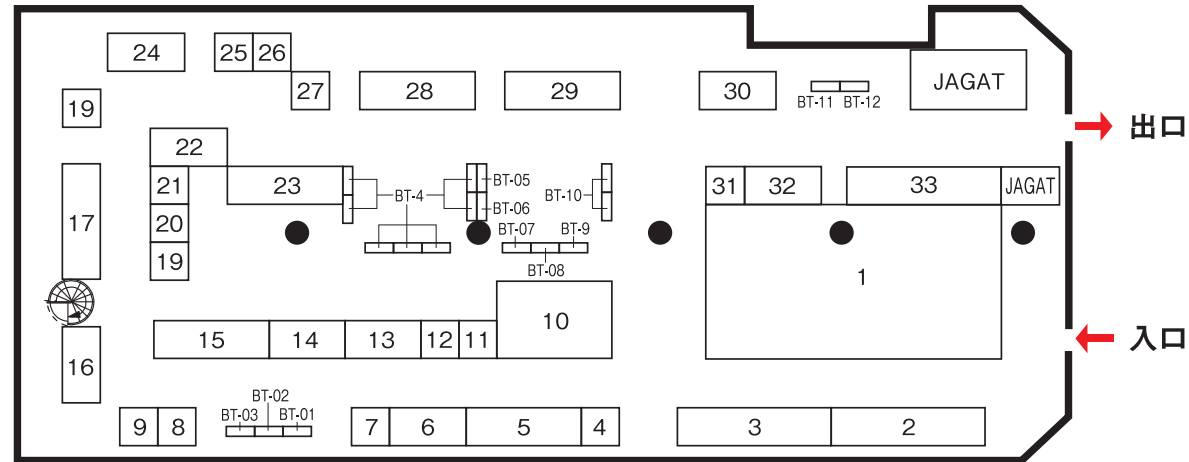 24
25
26
27
28
29
30
BT-11
BT-12
JAGAT
出口
19
22
21
23
BT-4
BT-05
BT-06
BT-10
31
32
33
JAGAT
17
20
19
BT-07
BT-9
BT-08
1
10
15
14
13
12
11
入口
16
BT-02
BT-03
BT-01
9
8
7
6
5
4
3
2